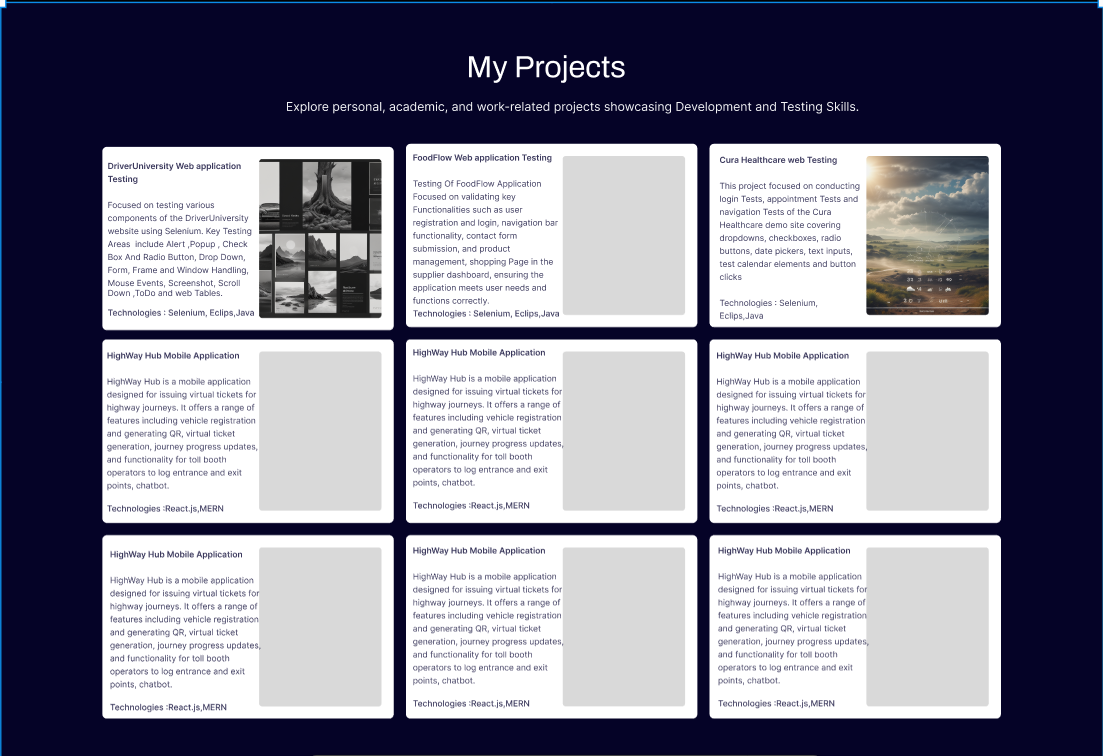 My Projects
Explore personal, academic, and work-related projects showcasing Development and Testing Skills.
DriverUniversity Web application
Testing
Focused on testing various
components of the DriverUniversity
website using Selenium. Key Testing
Areas include Alert ,Popup , Check
Box And Radio Button, Drop Down,
Form, Frame and Window Handling,
Mouse Events, Screenshot, Scroll
Down ,ToDo and web Tables.
Technologies : Selenium, Eclips,Java
FoodFlow Web application Testing
Testing Of FoodFlow Application
Focused on validating key
Functionalities such as user
registration and login, navigation bar
functionality, contact form
submission, and product
management, shopping Page in the
supplier dashboard, ensuring the
application meets user needs and
functions correctly.
Technologies : Selenium, Eclips,Java
Cura Healthcare web Testing
This project focused on conducting
login Tests, appointment Tests and
navigation Tests of the Cura
Healthcare demo site covering
dropdowns, checkboxes, radio
buttons, date pickers, text inputs,
test calendar elements and button
clicks
Technologies : Selenium,
Eclips,Java
HighWay Hub Mobile Application
HighWay Hub is a mobile application
designed for issuing virtual tickets for
highway journeys. It offers a range of
features including vehicle registration
and generating QR, virtual ticket
generation, journey progress updates,
and functionality for toll booth
operators to log entrance and exit
points, chatbot.
Technologies :React.js,MERN
HighWay Hub Mobile Application
HighWay Hub is a mobile application
designed for issuing virtual tickets for
highway journeys. It offers a range of
features including vehicle registration
and generating QR, virtual ticket
generation, journey progress updates,
and functionality for toll booth
operators to log entrance and exit
points, chatbot.
Technologies :React.js,MERN
HighWay Hub Mobile Application
HighWay Hub is a mobile application
designed for issuing virtual tickets for
highway journeys. It offers a range of
features including vehicle registration
and generating QR, virtual ticket
generation, journey progress updates,
and functionality for toll booth
operators to log entrance and exit
points, chatbot.
Technologies :React.js,MERN
HighWay Hub Mobile Application
HighWay Hub is a mobile application
designed for issuing virtual tickets for
highway journeys. It offers a range of
features including vehicle registration
and generating QR, virtual ticket
generation, journey progress updates,
and functionality for toll booth
operators to log entrance and exit
points, chatbot.
Technologies :React.js,MERN
HighWay Hub Mobile Application
HighWay Hub is a mobile application
designed for issuing virtual tickets for
highway journeys. It offers a range of
features including vehicle registration
and generating QR, virtual ticket
generation, journey progress updates,
and functionality for toll booth
operators to log entrance and exit
points, chatbot.
Technologies :React.js,MERN
HighWay Hub Mobile Application
HighWay Hub is a mobile application
designed for issuing virtual tickets for
highway journeys. It offers a range of
features including vehicle registration
and generating QR, virtual ticket
generation, journey progress updates,
and functionality for toll booth
operators to log entrance and exit
points, chatbot.
Technologies :React.js,MERN